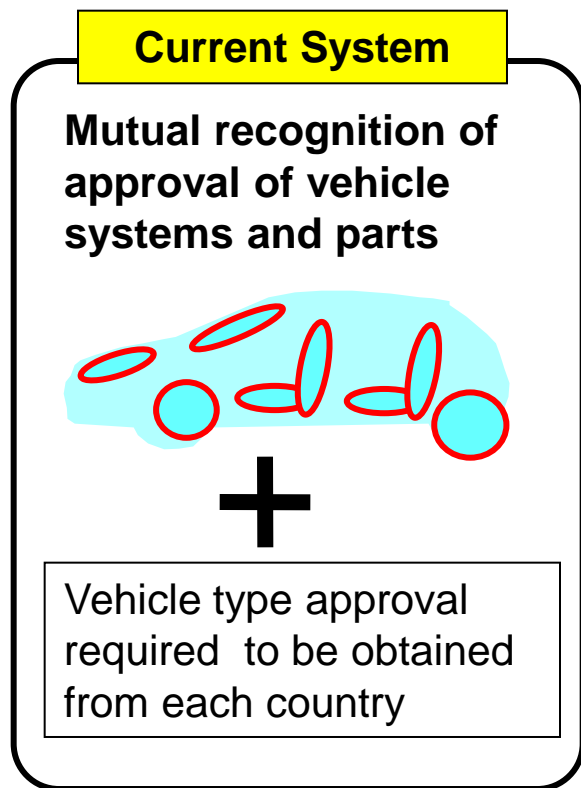 Current System
Mutual recognition of
approval of vehicle
systems and parts
Vehicle type approval
required  to be obtained
from each country